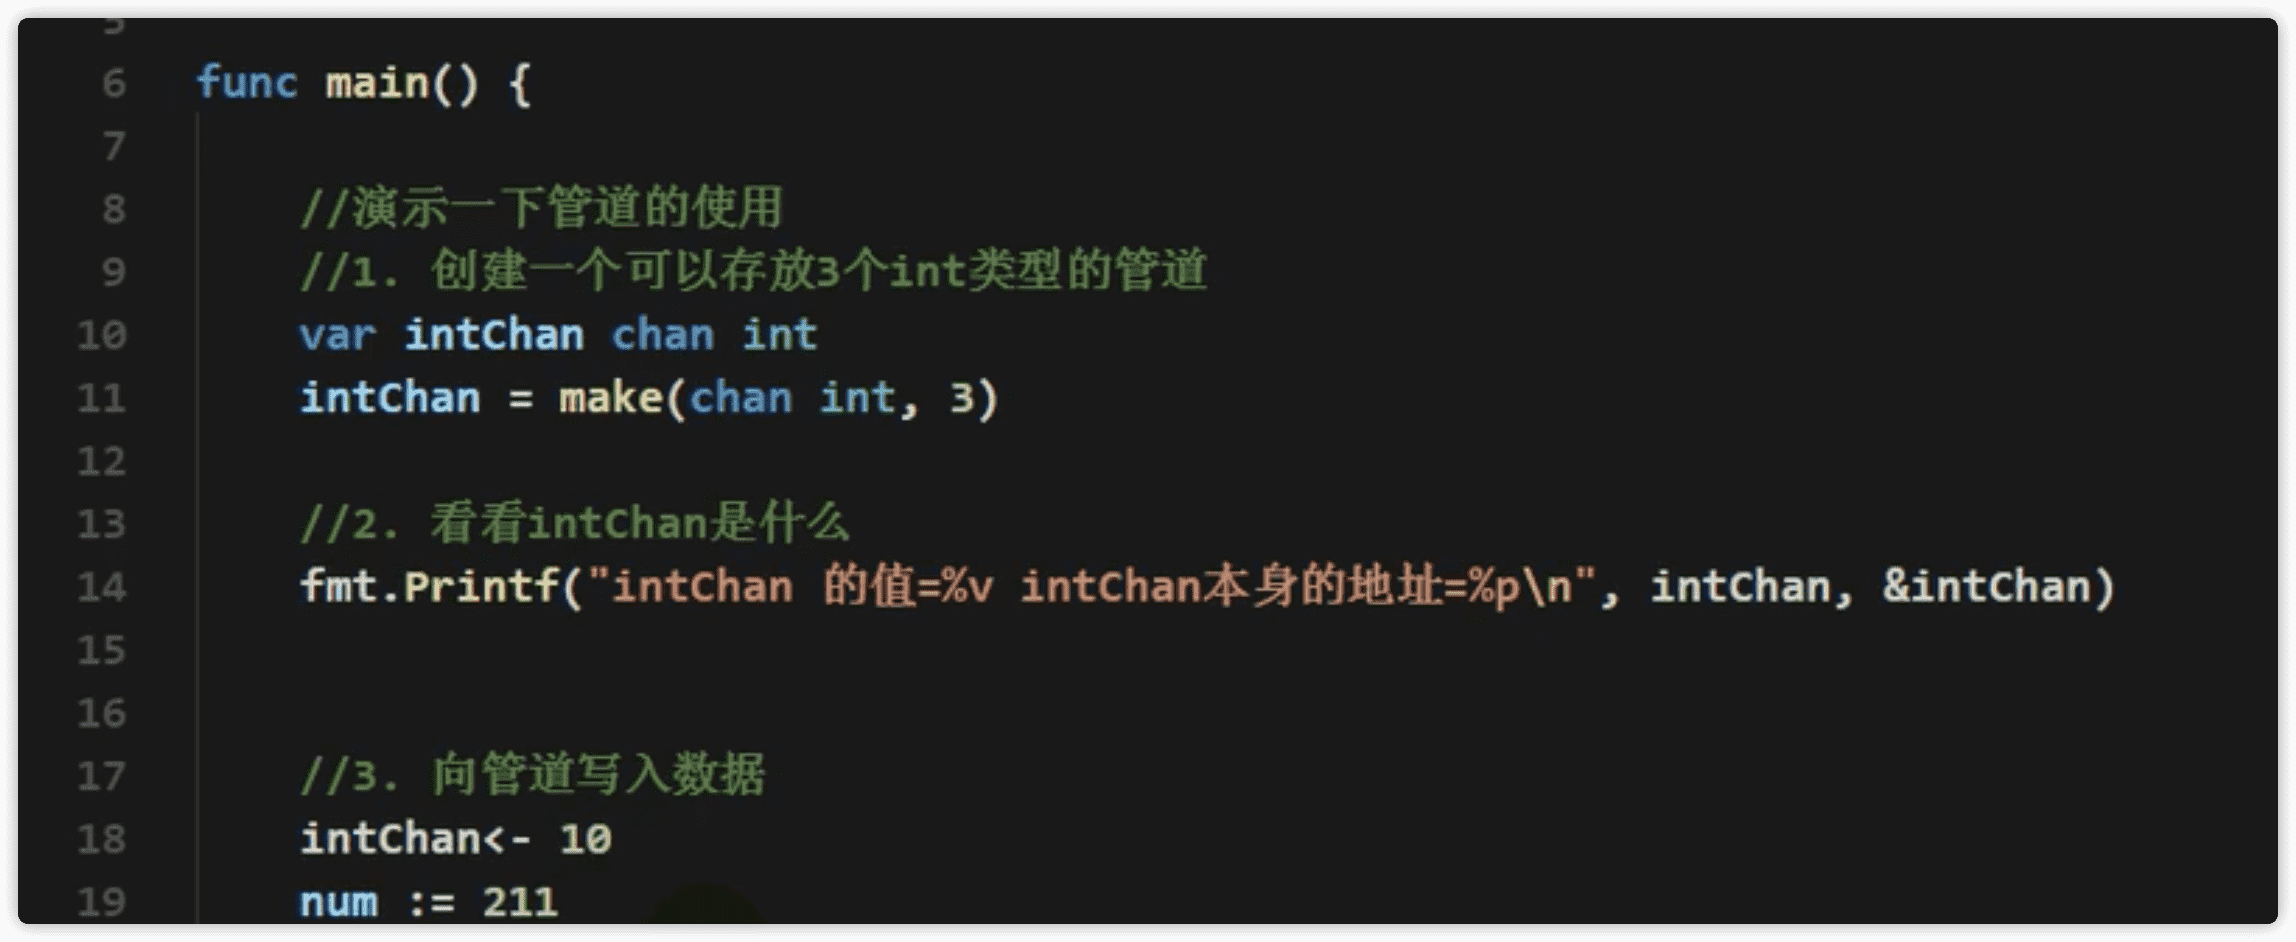 5
6 func main() {
7
8 //演示一下管道的使用
9 //1. 创建一个可以存放3个int类型的管道
10 var intChan chan int
11 intChan = make(chan int, 3)
12
13 //2. 看看intChan是什么
14 fmt.Printf("intChan 的值=%v intChan本身的地址=%p\n", intChan, &intChan)
15
16
17 //3. 向管道写入数据
18 intChan<- 10
19 num := 211